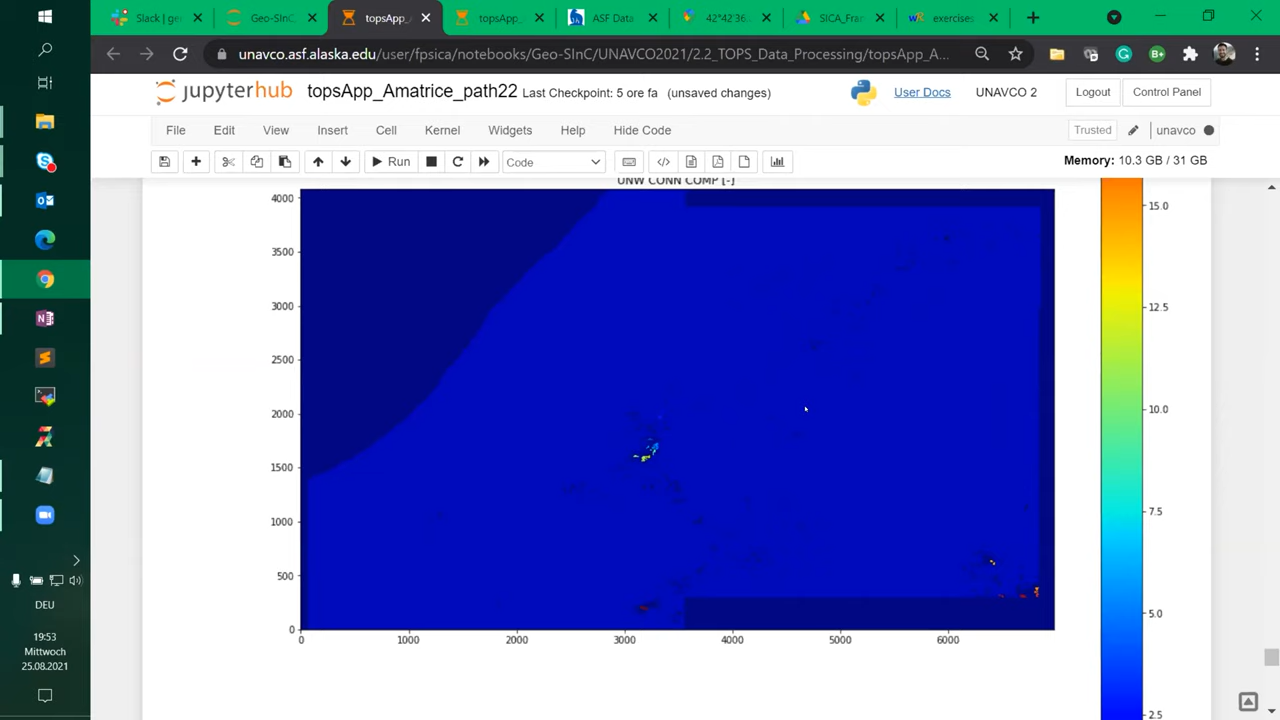 Slack | ge
Geo-SInC
topsApp_A
topsApp_
ASF Data
42°42'36.
SICA_Fran
exercises
unavco.asf.alaska.edu/user/fpsica/notebooks/Geo-SInC/UNAVCO2021/2.2_TOPS_Data_Processing/topsApp_A...
jupyterhub
topsApp_Amatrice_path22
Last Checkpoint: 5 ore fa (unsaved changes)
User Docs
UNAVCO 2
Logout
Control Panel
File Edit View Insert Cell Kernel Widgets Help Hide Code
Trusted
unavco
Run
Code
Memory: 10.3 GB / 31 GB
UNW CONN COMP [-]
4000
3500
3000
2500
2000
1500
1000
500
0
0 1000 2000 3000 4000 5000 6000
15.0
12.5
10.0
7.5
5.0
2.5
DEU
19:53
Mittwoch
25.08.2021